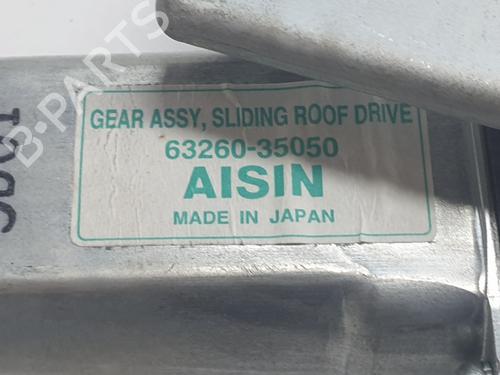 GEAR ASSY, SLIDING ROOF DRIVE
63260-35050
AISIN
MADE IN JAPAN
B-PARTS